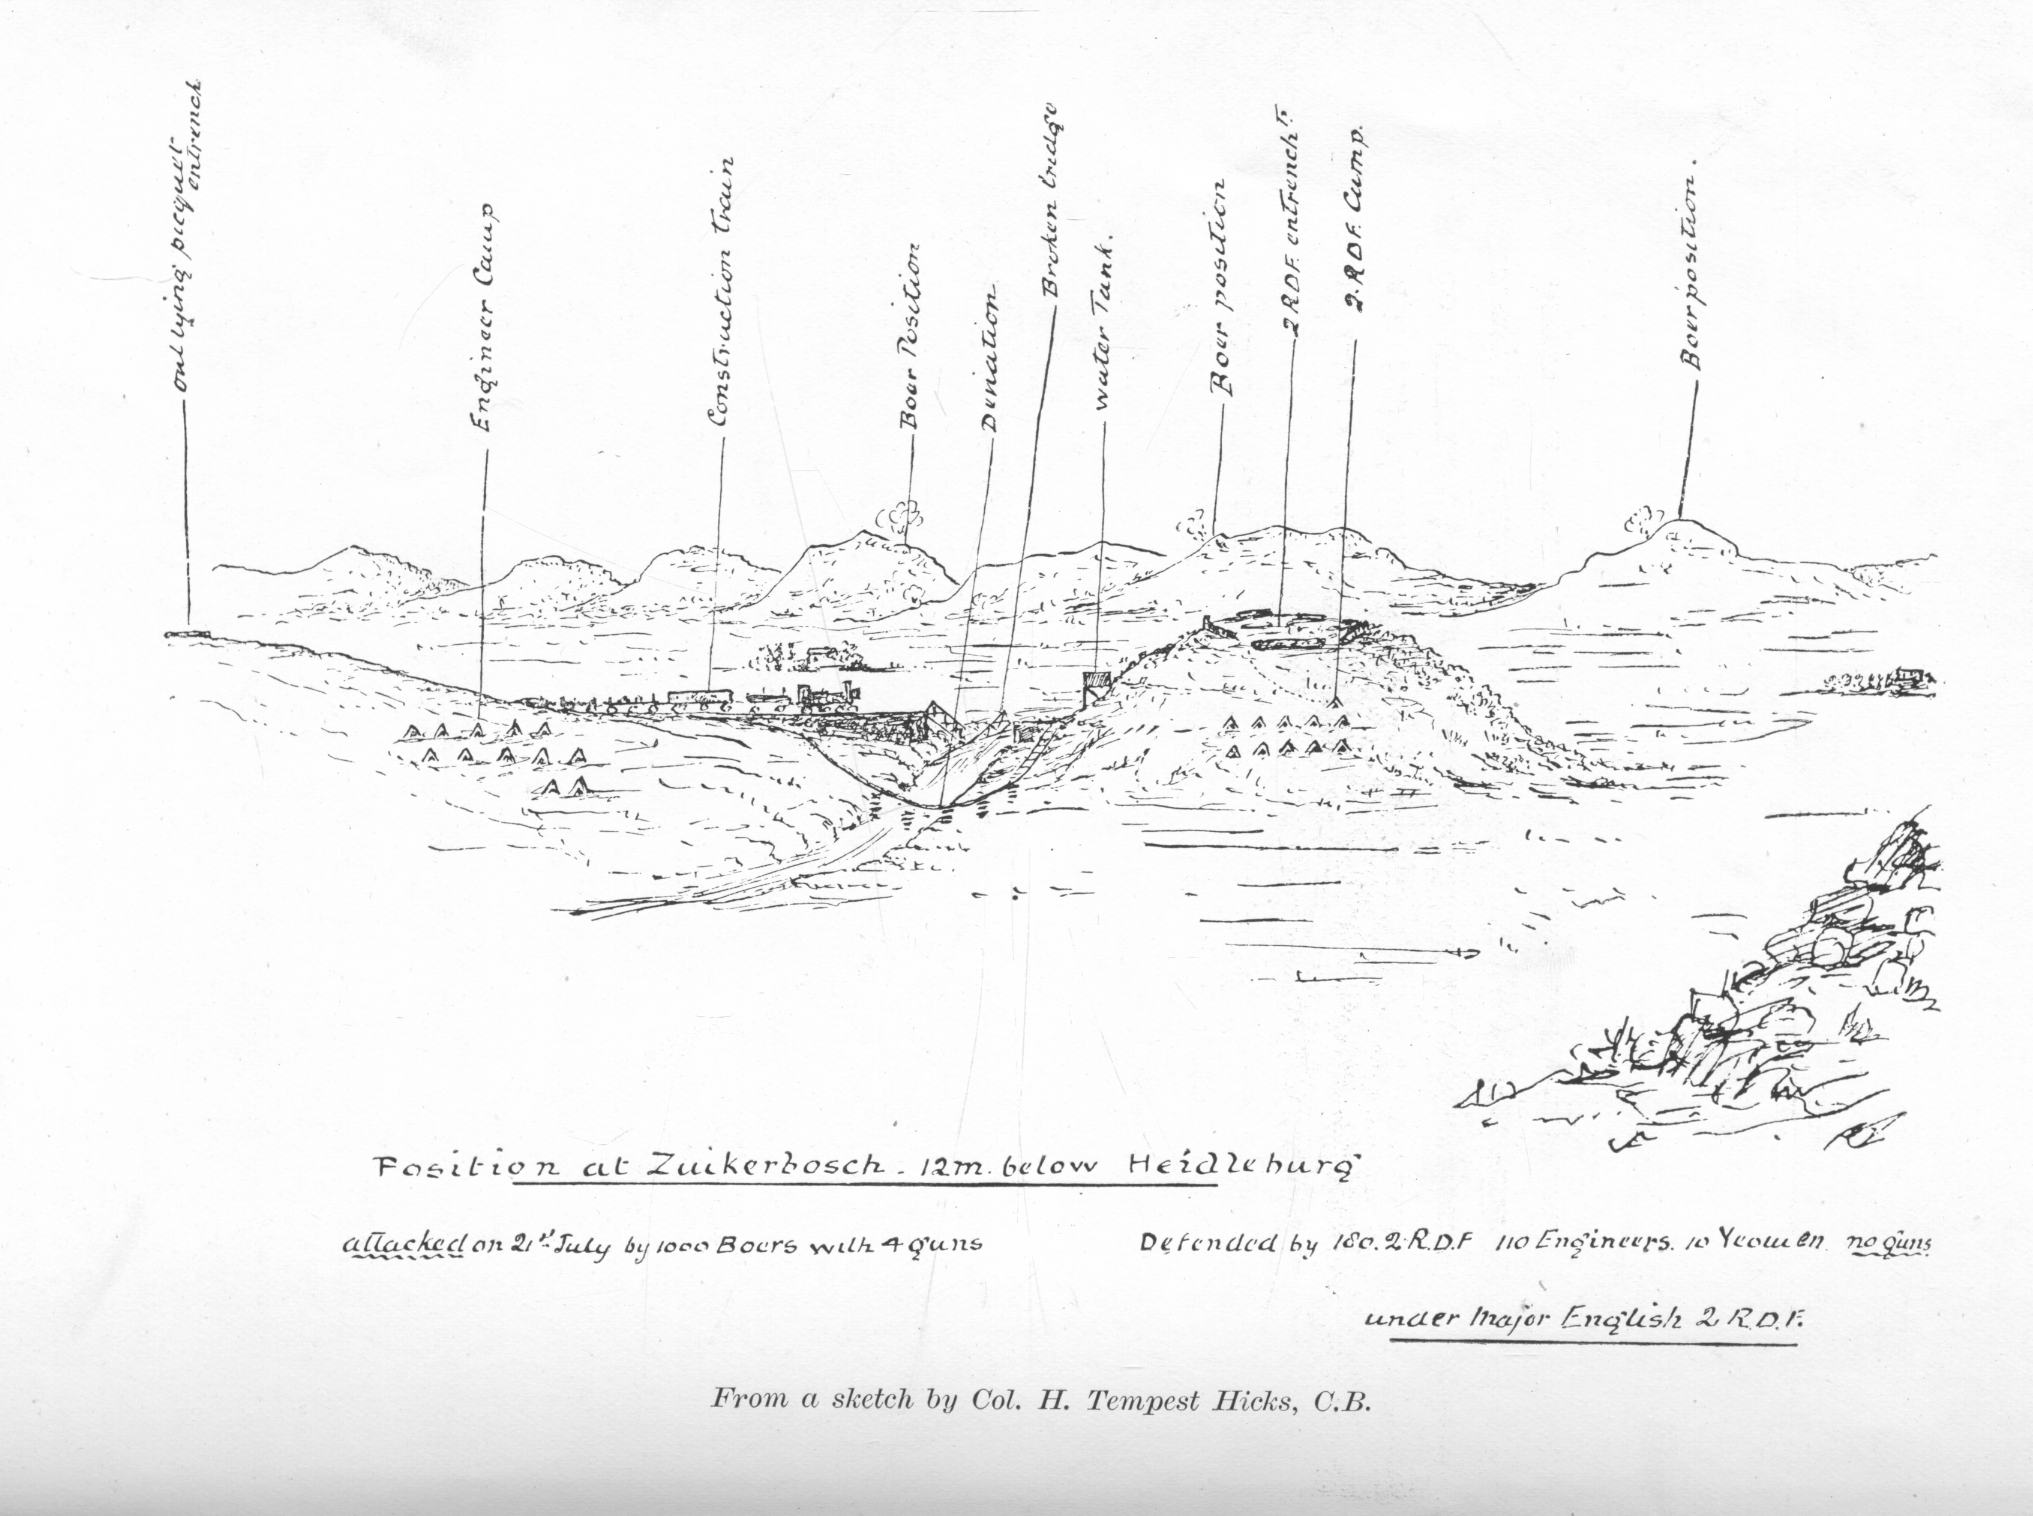 out lying picquet
entrench
Engineer Camp
Construction train
Boer Position
Deviation
Broken bridge
water Tank.
Boer position
2 RDF. entrench Ts.
2. R.D.F. Camp.
Boer position.
Position at Zuikerbosch - 12m. below Heidleburg
attacked on 21st July by 1000 Boers with 4 guns
Defended by 180. 2 R.D.F 110 Engineers. 10 Yeomen. no guns
under Major English 2 R.D.F.
From a sketch by Col. H. Tempest Hicks, C.B.